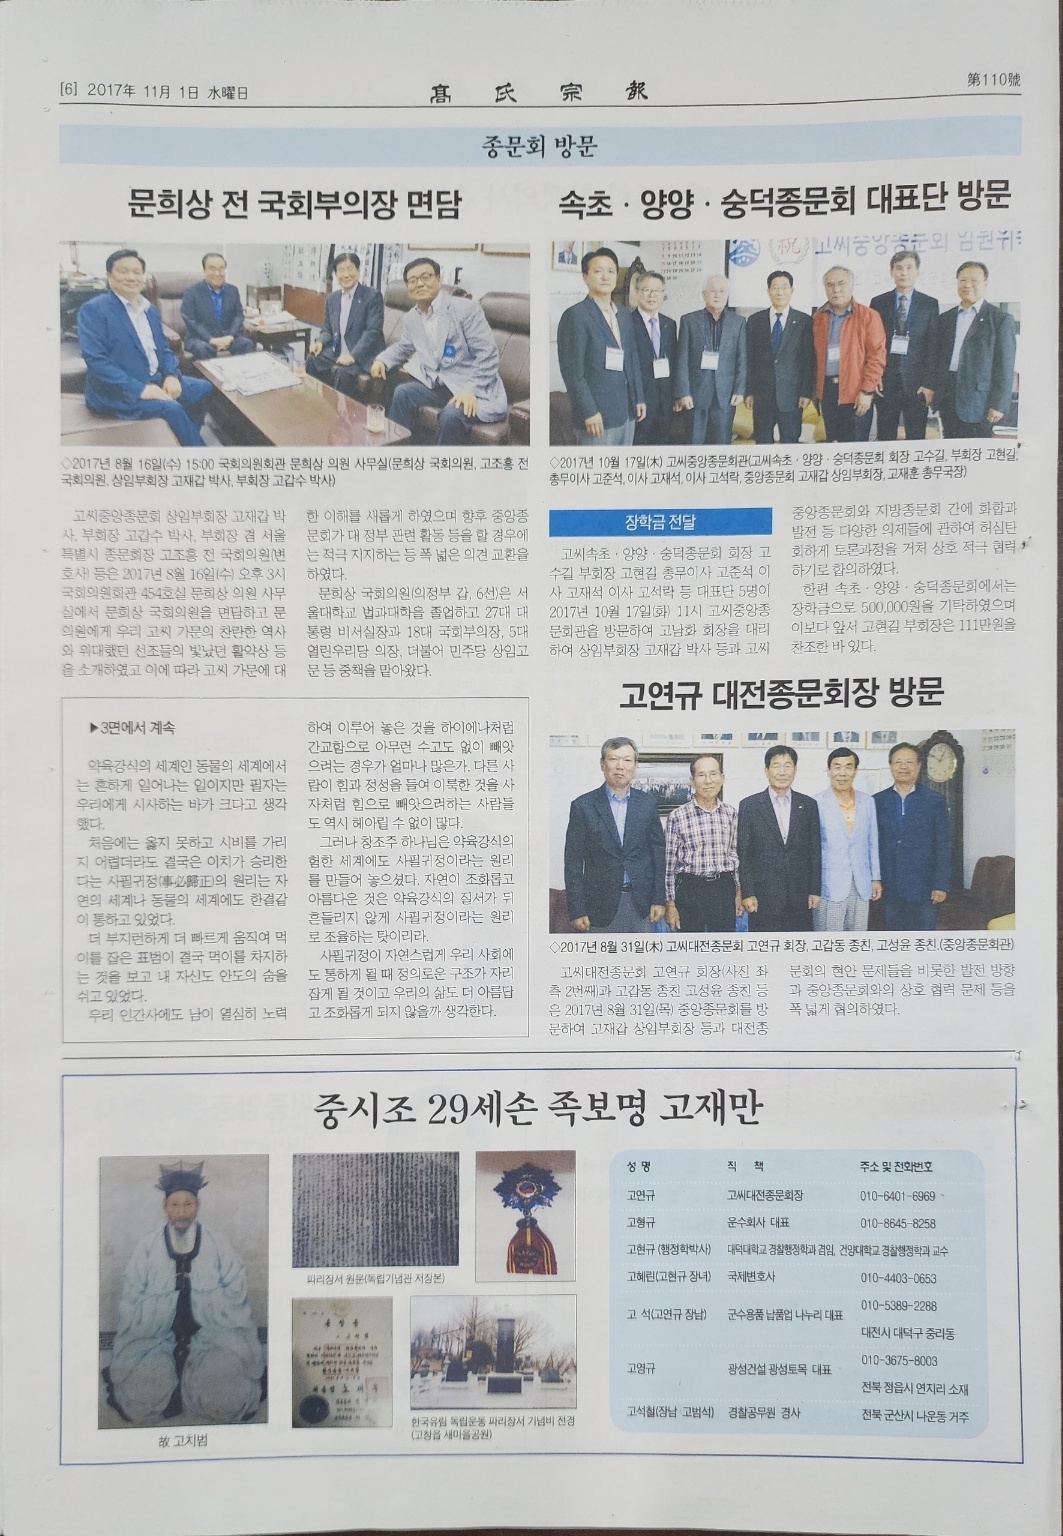 [6] 2017年 11月 1日 水曜日
高 氏 宗 報
第110號
종문회 방문
문희상 전 국회부의장 면담
◇2017년 8월 16일(수) 15:00 국회의원회관 문희상 의원 사무실(문희상 국회의원, 고조흥 전
국회의원, 상임부회장 고재갑 박사, 부회장 고갑수 박사)
고씨중앙종문회 상임부회장 고재갑 박
사, 부회장 고갑수 박사, 부회장 겸 서울
특별시 종문회장 고조흥 전 국회의원(변
호사) 등은 2017년 8월 16일(수) 오후 3시
국회의원회관 454호실 문희상 의원 사무
실에서 문희상 국회의원을 면담하고 문
의원에게 우리 고씨 가문의 찬란한 역사
와 위대했던 선조들의 빛났던 활약상 등
을 소개하였고 이에 따라 고씨 가문에 대
한 이해를 새롭게 하였으며 향후 중앙종
문회가 대 정부 관련 활동 등을 할 경우에
는 적극 지지하는 등 폭 넓은 의견 교환을
하였다.
문희상 국회의원(의정부 갑, 6선)은 서
울대학교 법과대학을 졸업하고 27대 대
통령 비서실장과 18대 국회부의장, 5대
열린우리당 의장, 더불어 민주당 상임고
문 등 중책을 맡아왔다.
속초 · 양양 · 숭덕종문회 대표단 방문
祝 고씨중앙종문회 임원위촉
◇2017년 10월 17일(木) 고씨중앙종문회관(고씨속초 · 양양 · 숭덕종문회 회장 고수길, 부회장 고현길,
총무이사 고준석, 이사 고재석, 이사 고석락, 중앙종문회 고재갑 상임부회장, 고재훈 총무국장)
장학금 전달
고씨속초 · 양양 · 숭덕종문회 회장 고
수길 부회장 고현길 총무이사 고준석 이
사 고재석 이사 고석락 등 대표단 5명이
2017년 10월 17일(화) 11시 고씨중앙종
문회관을 방문하여 고남화 회장을 대리
하여 상임부회장 고재갑 박사 등과 고씨
중앙종문회와 지방종문회 간에 화합과
발전 등 다양한 의제들에 관하여 허심탄
회하게 토론과정을 거쳐 상호 적극 협력
하기로 합의하였다.
한편 속초 · 양양 · 숭덕종문회에서는
장학금으로 500,000원을 기탁하였으며
이보다 앞서 고현길 부회장은 111만원을
찬조한 바 있다.
▶3면에서 계속
약육강식의 세계인 동물의 세계에서
는 흔하게 일어나는 일이지만 필자는
우리에게 시사하는 바가 크다고 생각
했다.
처음에는 옳지 못하고 시비를 가리
지 어렵더라도 결국은 이치가 승리한
다는 사필귀정(事必歸正)의 원리는 자
연의 세계나 동물의 세계에도 한결같
이 통하고 있었다.
더 부지런하게 더 빠르게 움직여 먹
이를 잡은 표범이 결국 먹이를 차지하
는 것을 보고 내 자신도 안도의 숨을
쉬고 있었다.
우리 인간사에도 남이 열심히 노력
하여 이루어 놓은 것을 하이에나처럼
간교함으로 아무런 수고도 없이 빼앗
으려는 경우가 얼마나 많은가. 다른 사
람이 힘과 정성을 들여 이룩한 것을 사
자처럼 힘으로 빼앗으려하는 사람들
도 역시 헤아릴 수 없이 많다.
그러나 창조주 하나님은 약육강식의
험한 세계에도 사필귀정이라는 원리
를 만들어 놓으셨다. 자연이 조화롭고
아름다운 것은 약육강식의 질서가 뒤
흔들리지 않게 사필귀정이라는 원리
로 조율하는 탓이리라.
사필귀정이 자연스럽게 우리 사회에
도 통하게 될 때 정의로운 구조가 자리
잡게 될 것이고 우리의 삶도 더 아름답
고 조화롭게 되지 않을까 생각한다.
고연규 대전종문회장 방문
◇2017년 8월 31일(木) 고씨대전종문회 고연규 회장, 고갑동 종친, 고성윤 종친.(중앙종문회관)
고씨대전종문회 고연규 회장(사진 좌
측 2번째)과 고갑동 종친 고성윤 종친 등
은 2017년 8월 31일(목) 중앙종문회를 방
문하여 고재갑 상임부회장 등과 대전종
문회의 현안 문제들을 비롯한 발전 방향
과 중앙종문회와의 상호 협력 문제 등을
폭 넓게 협의하였다.
중시조 29세손 족보명 고재만
故 고치범
파리장서 원문(독립기념관 저장본)
한국유림 독립운동 파리장서 기념비 전경
(고창읍 새마을공원)
성 명 직 책 주소 및 전화번호
고연규 고씨대전종문회장 010-6401-6969
고형규 운수회사 대표 010-8645-8258
고현규 (행정학박사) 대덕대학교 경찰행정학과 겸임, 건양대학교 경찰행정학과 교수
고혜린(고현규 장녀) 국제변호사 010-4403-0653
고 석(고연규 장남) 군수용품 납품업 나누리 대표 010-5389-2288
대전시 대덕구 중리동
고영규 광성건설 광성토목 대표 010-3675-8003
전북 정읍시 연지리 소재
고석철(장남 고범석) 경찰공무원 경사 전북 군산시 나운동 거주